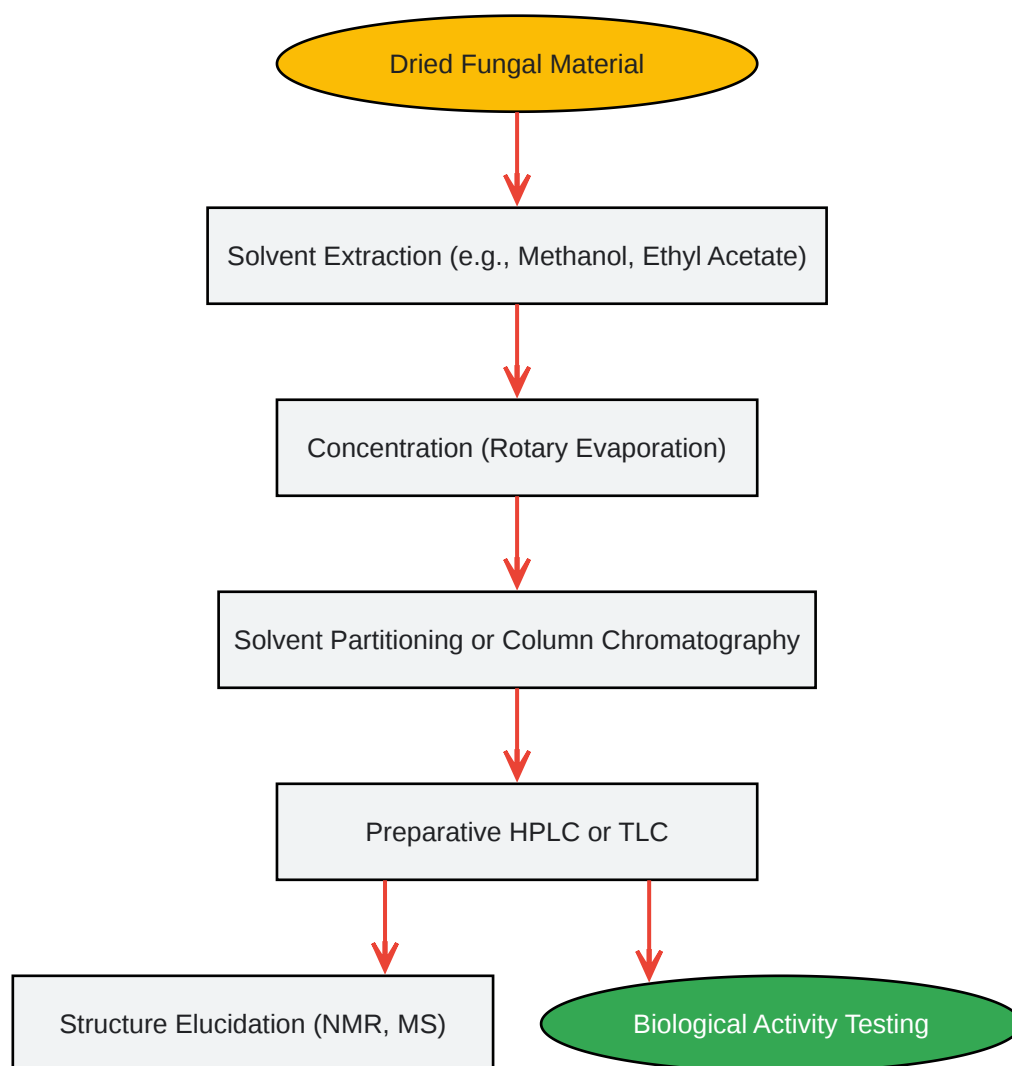 Dried Fungal Material
Solvent Extraction (e.g., Methanol, Ethyl Acetate)
Concentration (Rotary Evaporation)
Solvent Partitioning or Column Chromatography
Preparative HPLC or TLC
Structure Elucidation (NMR, MS)
Biological Activity Testing